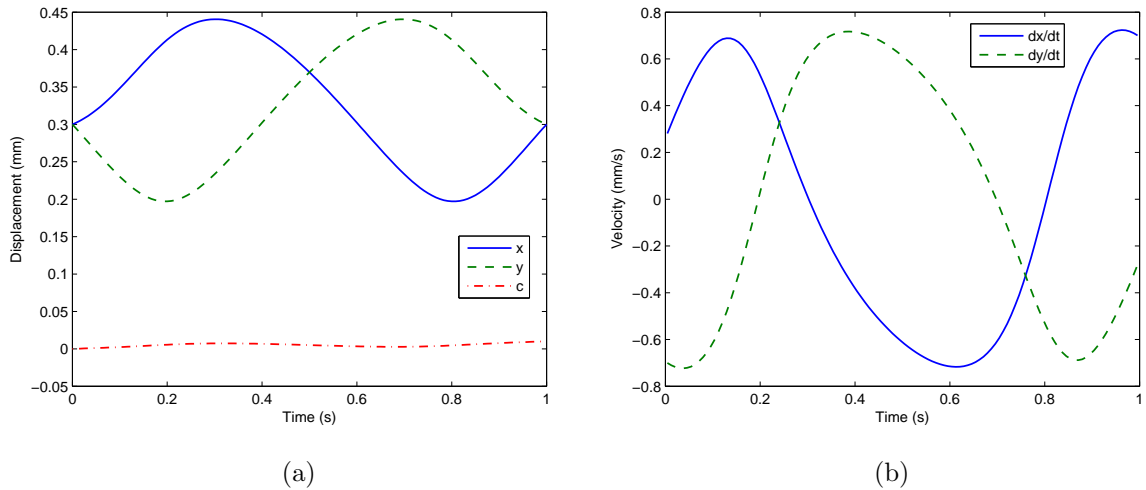 0.45
0.4
0.35
0.3
0.25
0.2
0.15
0.1
0.05
0
−0.05
Displacement (mm)
x
y
c
0 0.2 0.4 0.6 0.8 1
Time (s)
(a)
0.8
0.6
0.4
0.2
0
−0.2
−0.4
−0.6
−0.8
Velocity (mm/s)
dx/dt
dy/dt
0 0.2 0.4 0.6 0.8 1
Time (s)
(b)